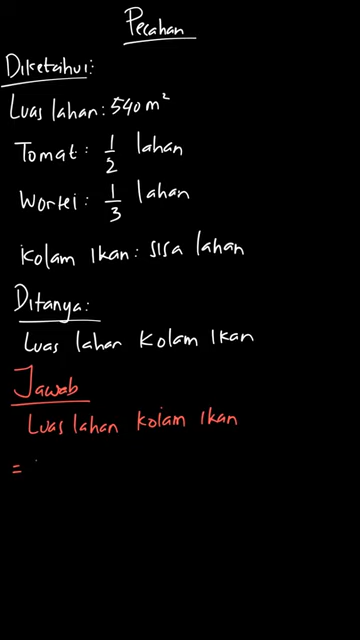 Pecahan
Diketahui:
Luas lahan: 540 m²
Tomat: 1/2 lahan
Wortel: 1/3 lahan
Kolam ikan: sisa lahan
Ditanya:
Luas lahan Kolam Ikan
Jawab
Luas lahan kolam ikan
=